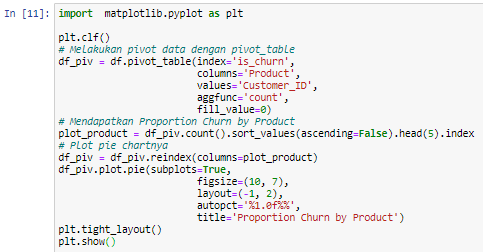 In [11]: import  matplotlib.pyplot as plt

plt.clf()
# Melakukan pivot data dengan pivot_table
df_piv = df.pivot_table(index='is_churn',
                        columns='Product',
                        values='Customer_ID',
                        aggfunc='count',
                        fill_value=0)
# Mendapatkan Proportion Churn by Product
plot_product = df_piv.count().sort_values(ascending=False).head(5).index
# Plot pie chartnya
df_piv = df_piv.reindex(columns=plot_product)
df_piv.plot.pie(subplots=True,
                figsize=(10, 7),
                layout=(-1, 2),
                autopct='%1.0f%%',
                title='Proportion Churn by Product')
plt.tight_layout()
plt.show()